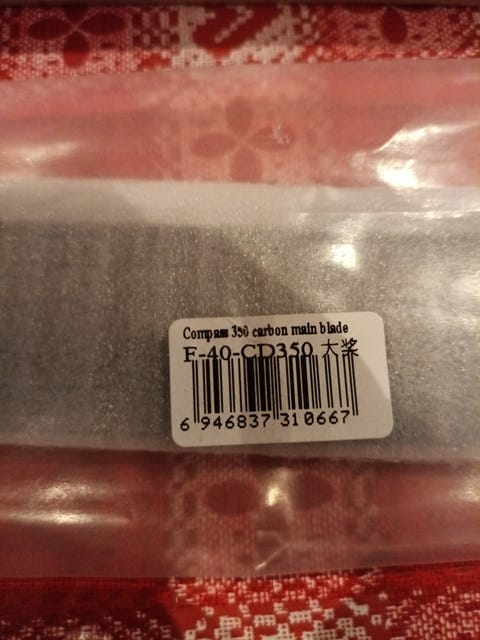 Compass 350 carbon main blade
F-40-CD350 大桨
6 946837 310667